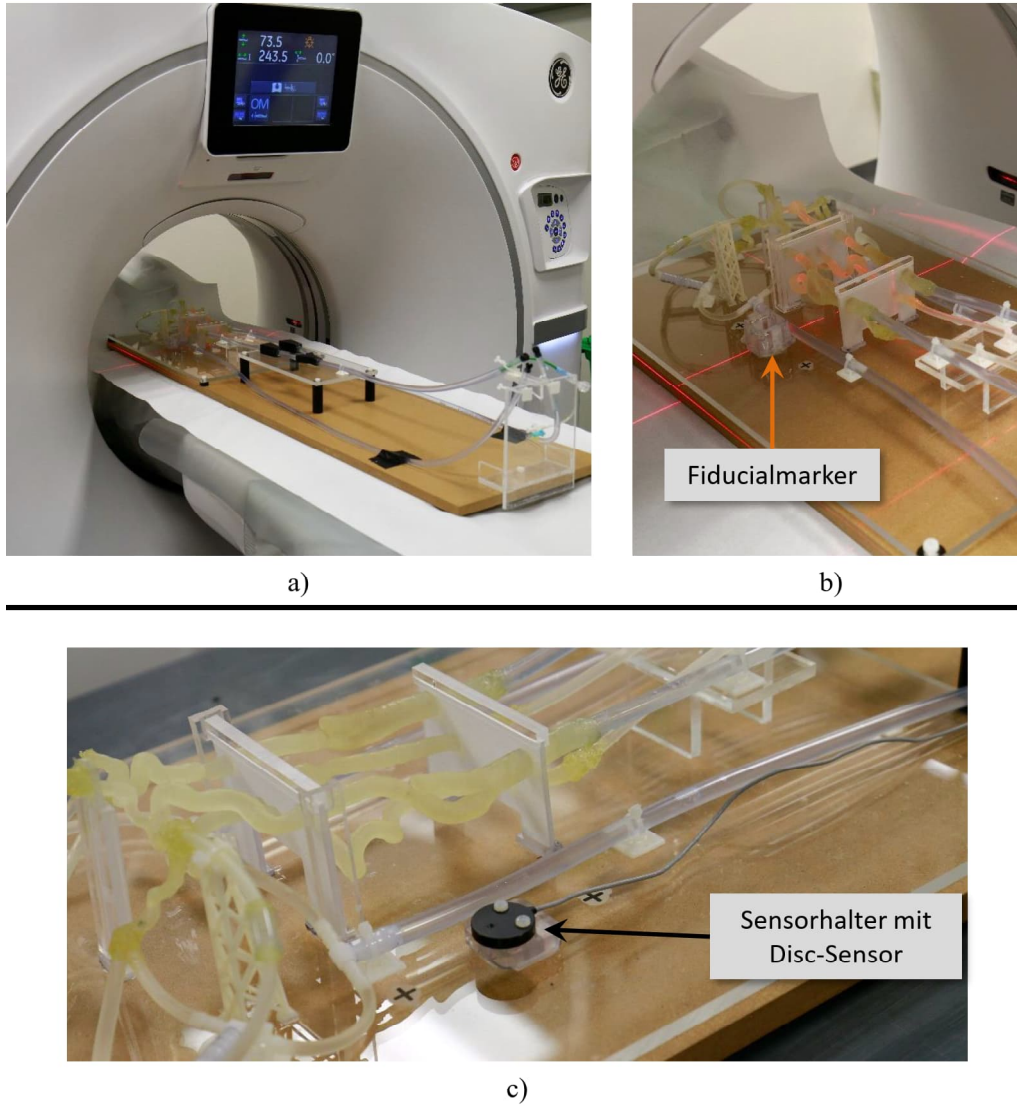 73.5
243.5
0.0°
OM
GE
Fiducialmarker
a)
b)
Sensorhalter mit
Disc-Sensor
c)